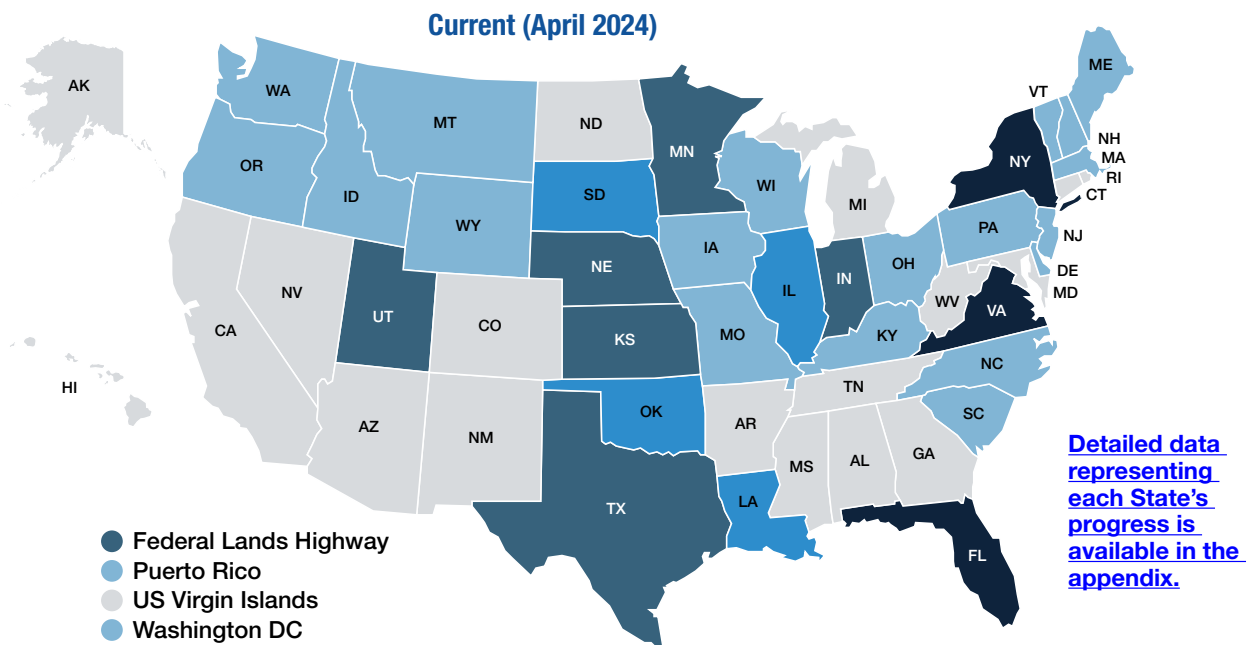 Current (April 2024)
AK
WA
MT
ND
MN
ME
VT
NH
MA
RI
CT
NY
OR
ID
WY
SD
WI
MI
PA
NJ
DE
MD
NV
UT
CO
NE
IA
IL
IN
OH
WV
VA
CA
KS
MO
KY
NC
HI
AZ
NM
OK
AR
TN
SC
TX
LA
MS
AL
GA
FL
Detailed data
representing
each State's
progress is
available in the
appendix.
Federal Lands Highway
Puerto Rico
US Virgin Islands
Washington DC